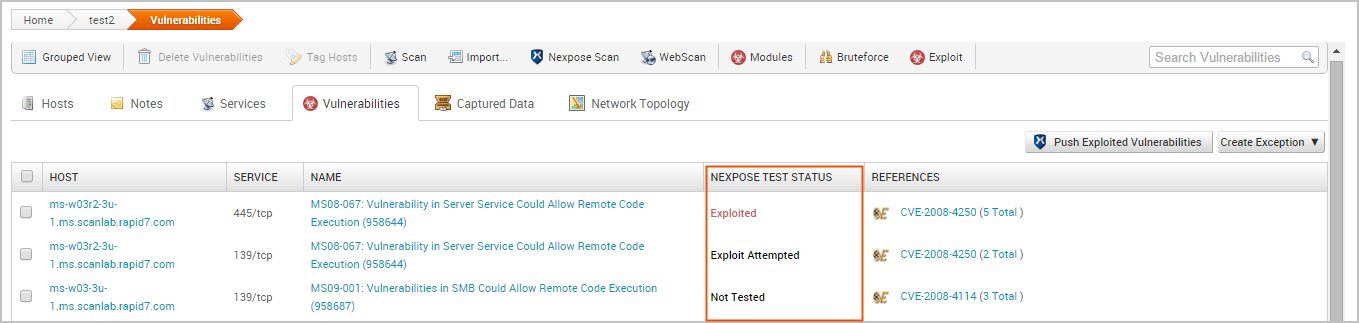 Home test2 Vulnerabilities
Grouped View Delete Vulnerabilities Tag Hosts Scan Import... Nexpose Scan WebScan Modules Bruteforce Exploit Search Vulnerabilities
Hosts Notes Services Vulnerabilities Captured Data Network Topology
Push Exploited Vulnerabilities Create Exception ▼
HOST SERVICE NAME NEXPOSE TEST STATUS REFERENCES
ms-w03r2-3u- MS08-067: Vulnerability in Server Service Could Allow Remote Code
445/tcp Exploited CVE-2008-4250 (5 Total )
1.ms.scanlab.rapid7.com Execution (958644)
ms-w03r2-3u- MS08-067: Vulnerability in Server Service Could Allow Remote Code
139/tcp Exploit Attempted CVE-2008-4250 (2 Total )
1.ms.scanlab.rapid7.com Execution (958644)
ms-w03-3u- MS09-001: Vulnerabilities in SMB Could Allow Remote Code Execution
139/tcp Not Tested CVE-2008-4114 (3 Total )
1.ms.scanlab.rapid7.com (958687)